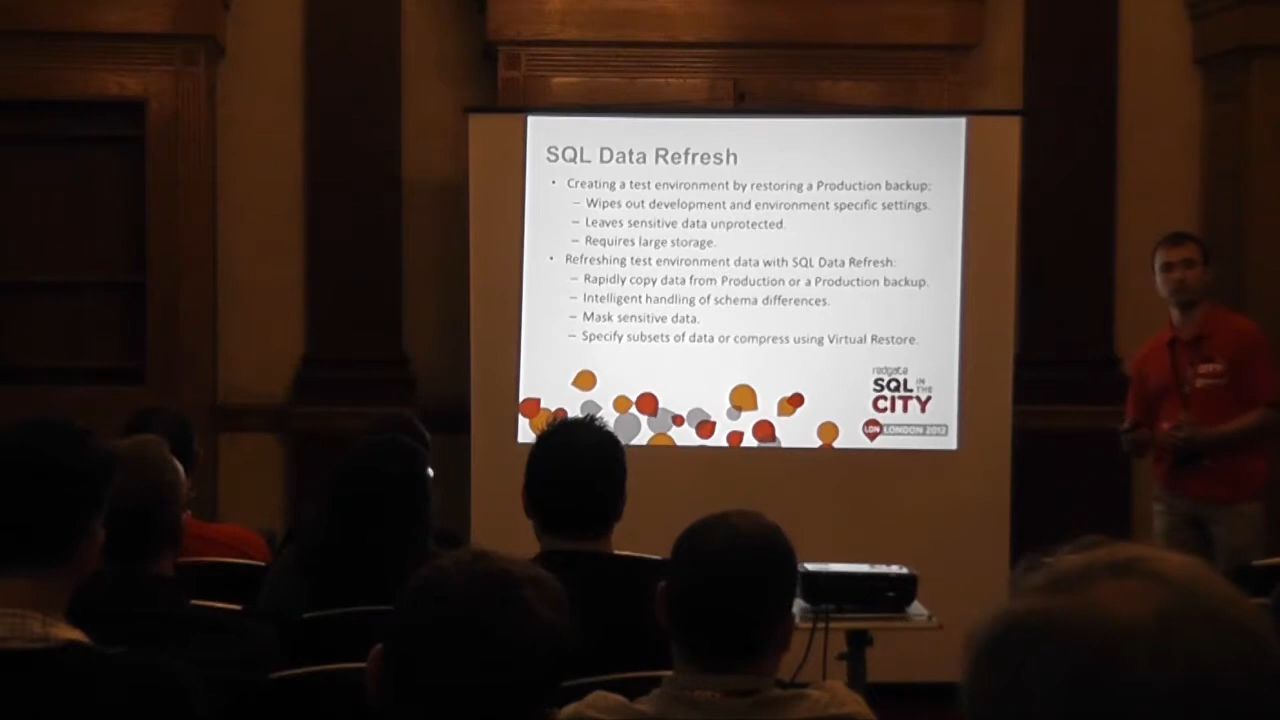 SQL Data Refresh
• Creating a test environment by restoring a Production backup:
– Wipes out development and environment specific settings.
– Leaves sensitive data unprotected.
– Requires large storage.
• Refreshing test environment data with SQL Data Refresh:
– Rapidly copy data from Production or a Production backup.
– Intelligent handling of schema differences.
– Mask sensitive data.
– Specify subsets of data or compress using Virtual Restore.
redgate
SQL IN THE
CITY
LDN LONDON 2012